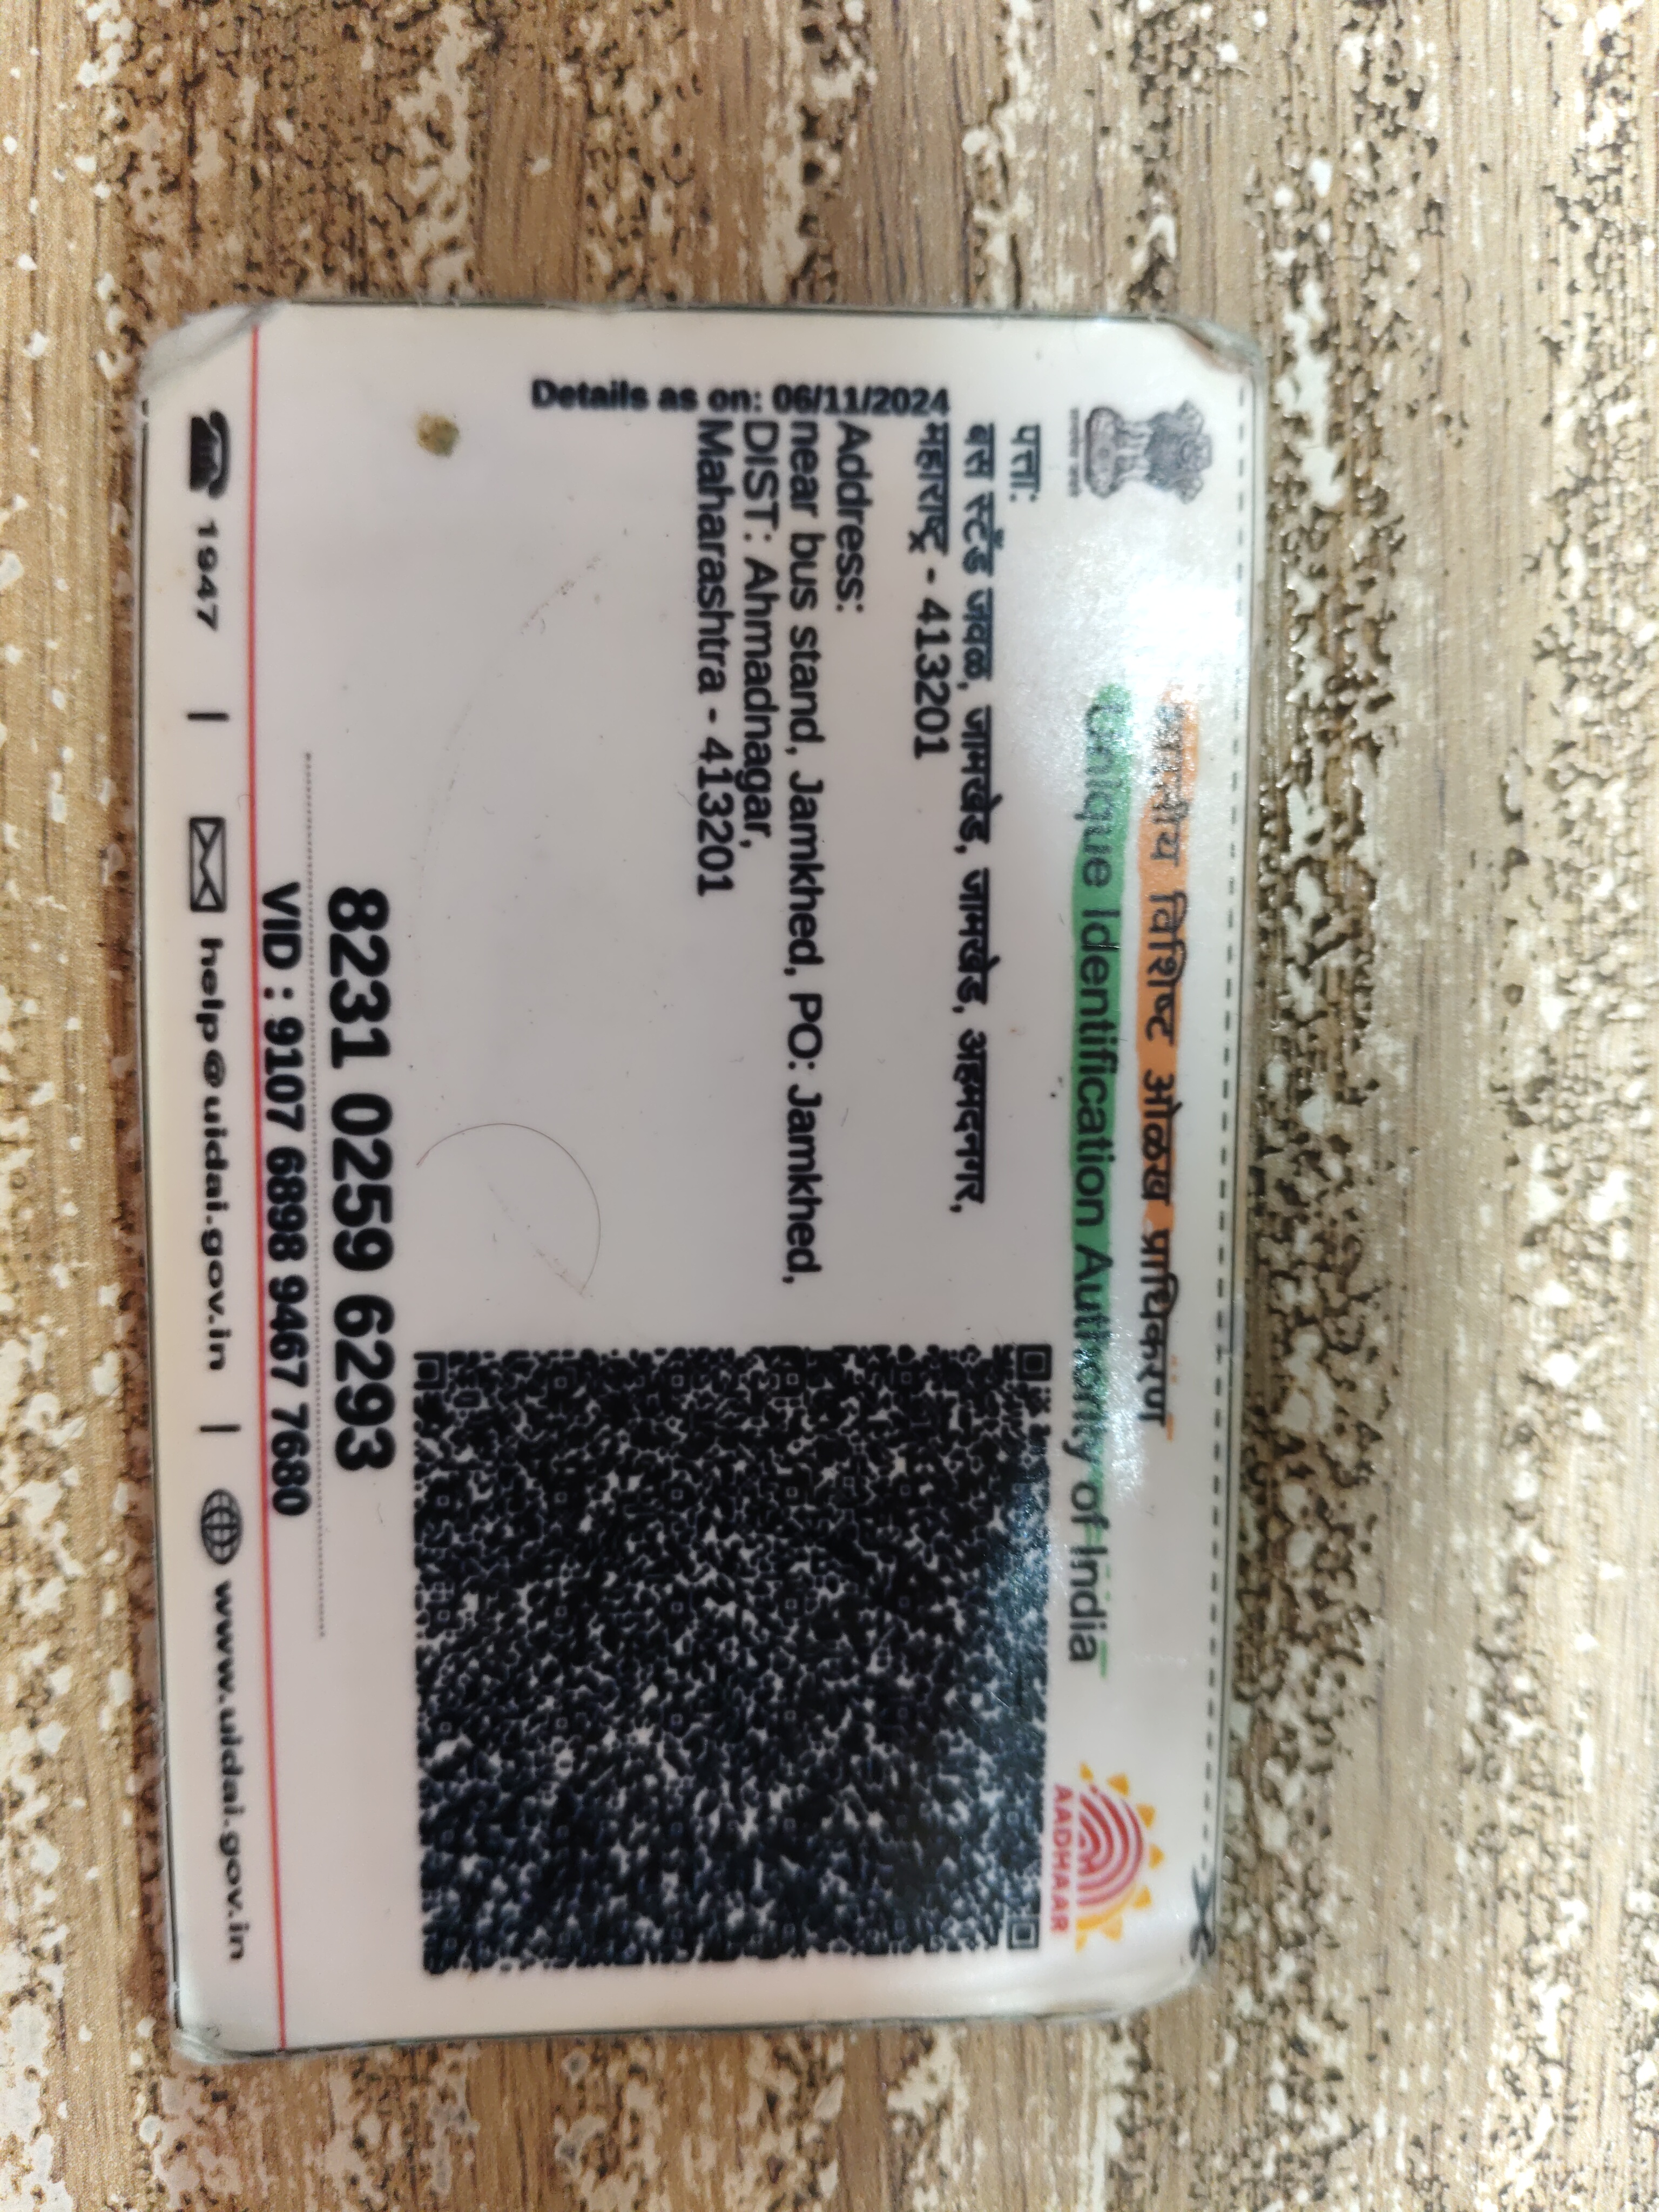 भारतीय विशिष्ट ओळख प्राधिकरण
Unique Identification Authority of India
AADHAAR
पत्ता:
बस स्टँड जवळ, जामखेड, जामखेड, अहमदनगर,
महाराष्ट्र - 413201
Address:
near bus stand, Jamkhed, PO: Jamkhed,
DIST: Ahmadnagar,
Maharashtra - 413201
Details as on: 06/11/2024
8231 0259 6293
VID : 9107 6898 9467 7680
1947 | help@uidai.gov.in | www.uidai.gov.in